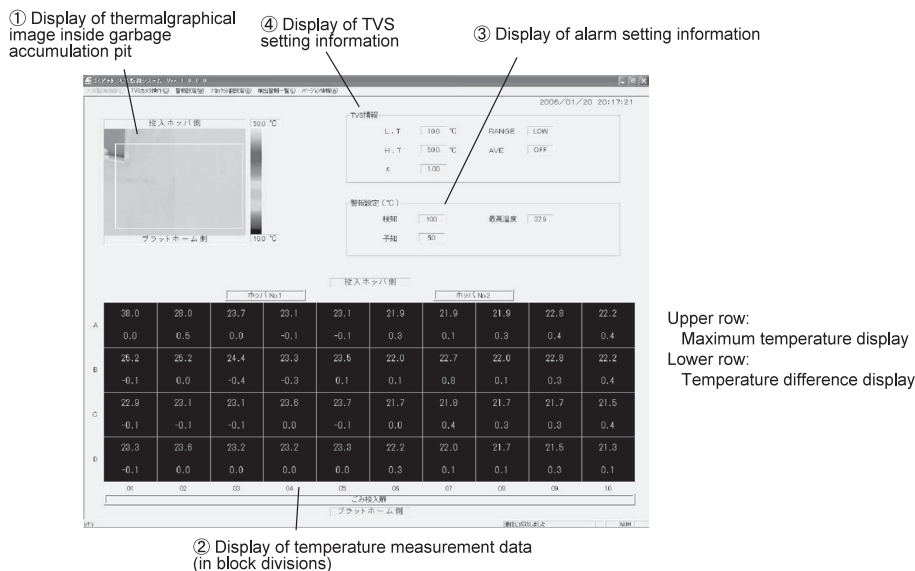 ① Display of thermalgraphical
image inside garbage
accumulation pit
④ Display of TVS
setting information
③ Display of alarm setting information
2006/01/20 20:17:21
投入ホッパ側
50.0 °C
10.0 °C
プラットホーム側
TVS情報
L.T 10.0 °C RANGE LOW
H.T 50.0 °C AVE OFF
ε 1.00
警報設定(℃)
検知 100 最高温度 37.9
予知 50
投入ホッパ側
ホッパ No.1 ホッパ No.2
A 38.0 28.0 23.7 23.1 23.1 21.9 21.9 21.9 22.8 22.2
0.0 0.5 0.0 -0.1 -0.1 0.3 0.1 0.3 0.4 0.4
B 25.2 25.2 24.4 23.3 23.5 22.0 22.7 22.0 22.8 22.2
-0.1 0.0 -0.4 -0.3 0.1 0.1 0.8 0.1 0.3 0.4
C 22.9 23.1 23.1 23.6 23.7 21.7 21.8 21.7 21.7 21.5
-0.1 -0.1 -0.1 0.0 -0.1 0.0 0.4 0.3 0.3 0.4
D 23.3 23.6 23.2 23.2 23.3 22.2 22.0 21.7 21.5 21.3
-0.1 0.0 0.0 0.0 0.0 0.3 0.1 0.1 0.3 0.1
01 02 03 04 05 06 07 08 09 10
ごみ投入扉
プラットホーム側
NUM
Upper row:
Maximum temperature display
Lower row:
Temperature difference display
② Display of temperature measurement data
(in block divisions)